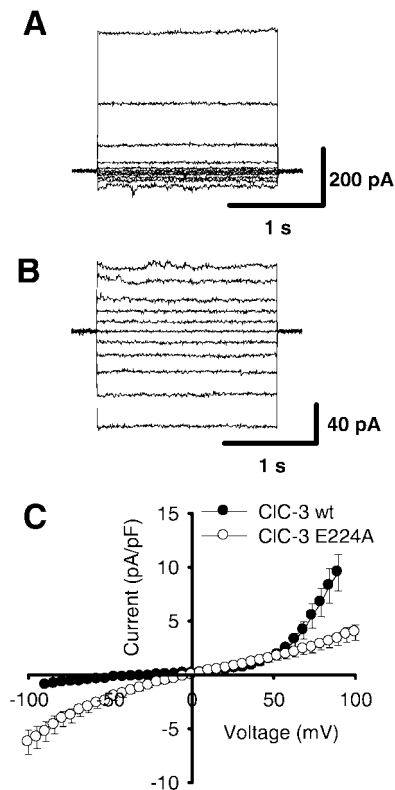 A
200 pA
1 s
B
40 pA
1 s
C
ClC-3 wt
ClC-3 E224A
Current (pA/pF)
15
10
5
-100
-50
0
50
100
-5
-10
Voltage (mV)